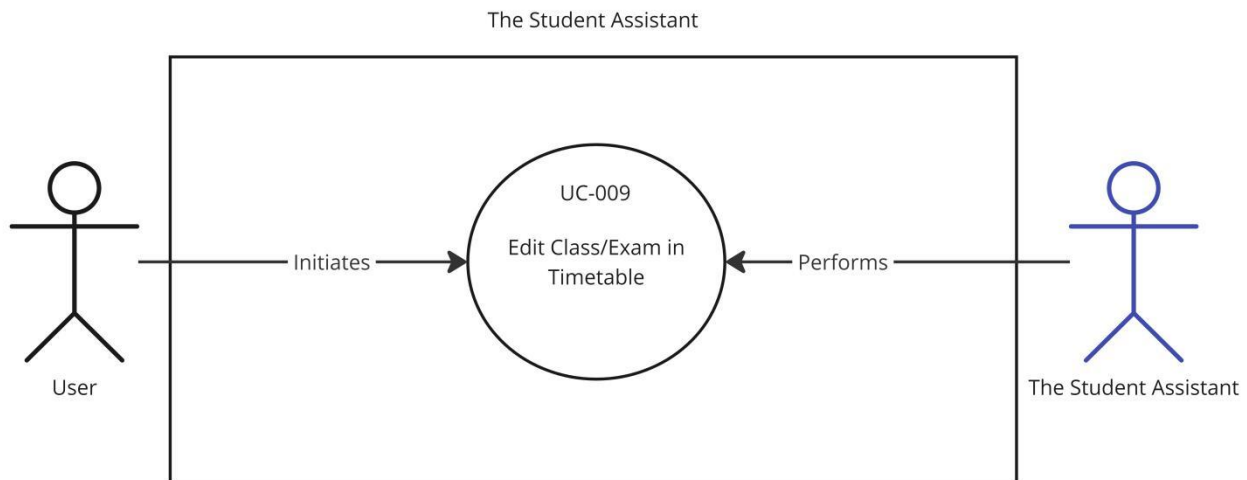 The Student Assistant
UC-009
Edit Class/Exam in
Timetable
Initiates
Performs
User
The Student Assistant